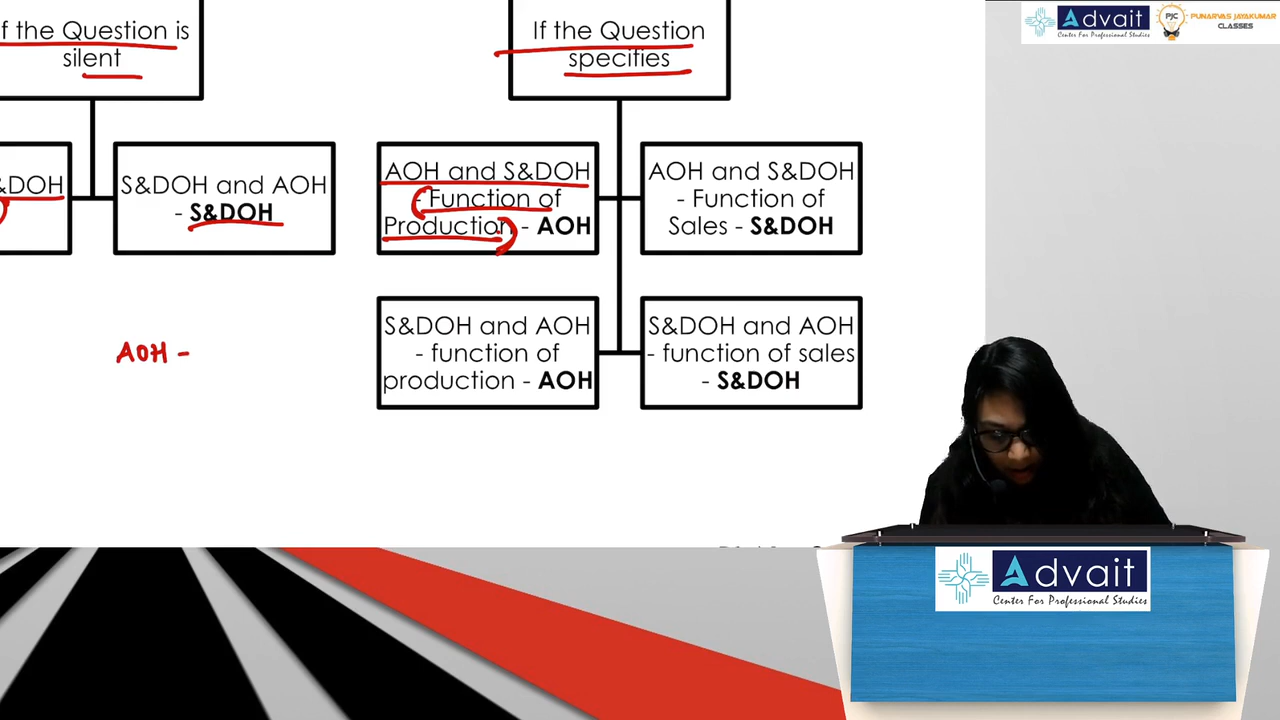 f the Question is
silent
&DOH
S&DOH and AOH
- S&DOH
If the Question
specifies
AOH and S&DOH
- Function of
Production - AOH
AOH and S&DOH
- Function of
Sales - S&DOH
S&DOH and AOH
- function of
production - AOH
S&DOH and AOH
- function of sales
- S&DOH
AOH -
Advait
Center For Professional Studies
PJC
PUNARVAS JAYAKUMAR
CLASSES
Advait
Center For Professional Studies